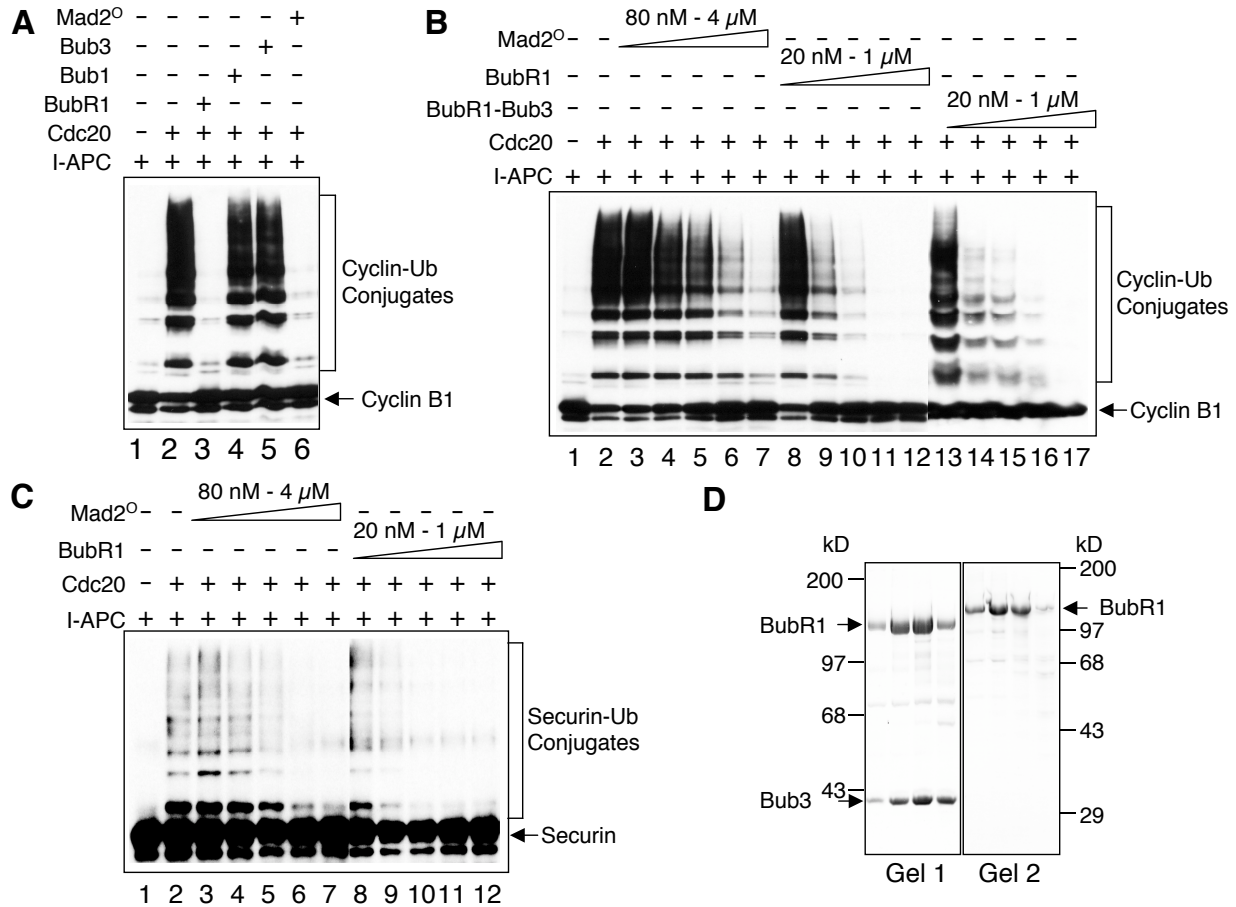 A
Mad2ᴼ − − − − − +
Bub3 − − − − + −
Bub1 − − − + − −
BubR1 − − + − − −
Cdc20 − + + + + +
I-APC + + + + + +
Cyclin-Ub
Conjugates
Cyclin B1
1 2 3 4 5 6
B
80 nM - 4 µM
Mad2ᴼ − − − − − − − − − − − −
20 nM - 1 µM
BubR1 − − − − − − − − − − − −
20 nM - 1 µM
BubR1-Bub3 − − − − − − − − − − − −
Cdc20 − + + + + + + + + + + + + + + + +
I-APC + + + + + + + + + + + + + + + + +
Cyclin-Ub
Conjugates
Cyclin B1
1 2 3 4 5 6 7 8 9 10 11 12 13 14 15 16 17
C
80 nM - 4 µM
Mad2ᴼ − − − − − − −
20 nM - 1 µM
BubR1 − − − − − − −
Cdc20 − + + + + + + + + + + +
I-APC + + + + + + + + + + + +
Securin-Ub
Conjugates
Securin
1 2 3 4 5 6 7 8 9 10 11 12
D
kD
200
BubR1
97
68
43
Bub3
Gel 1
kD
200
BubR1
97
68
43
29
Gel 2